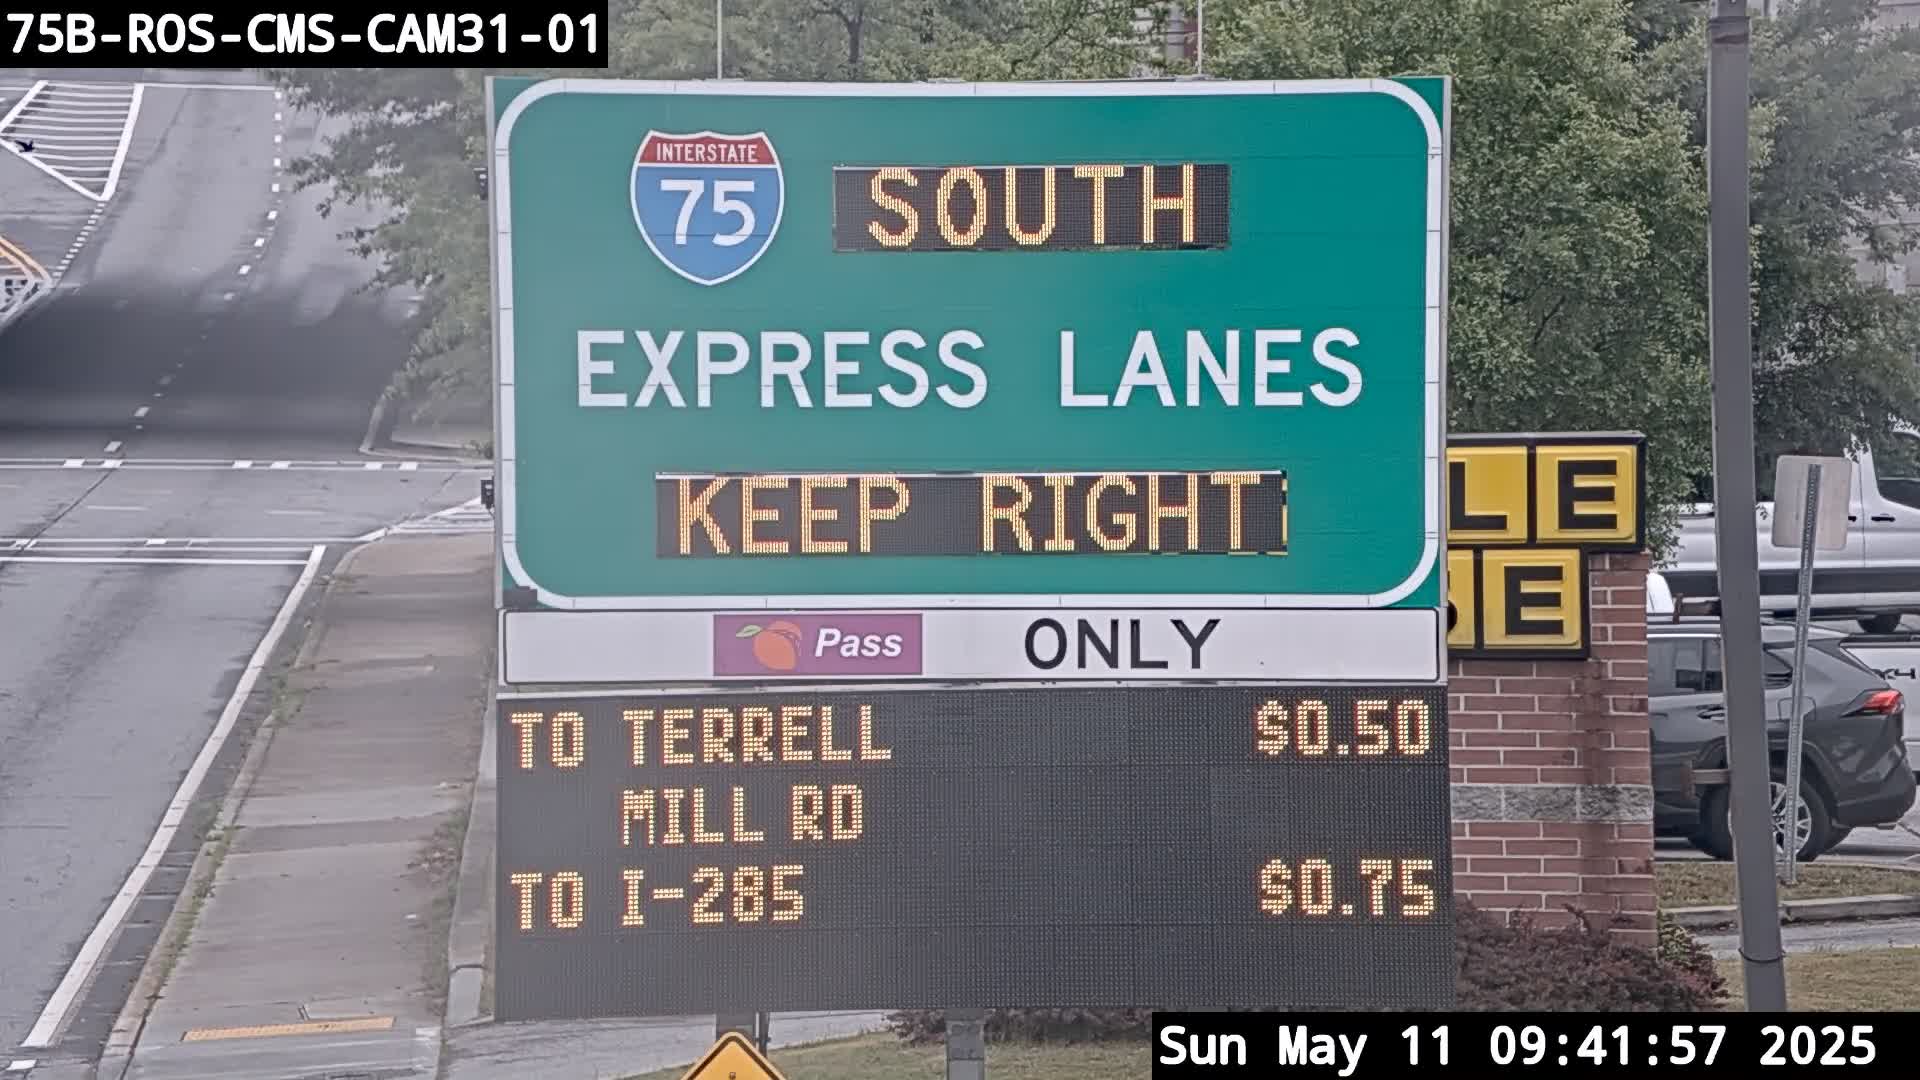 75B-ROS-CMS-CAM31-01
INTERSTATE
75
SOUTH
EXPRESS LANES
KEEP RIGHT
Pass ONLY
TO TERRELL $0.50
MILL RD
TO I-285 $0.75
LE
E
Sun May 11 09:41:57 2025